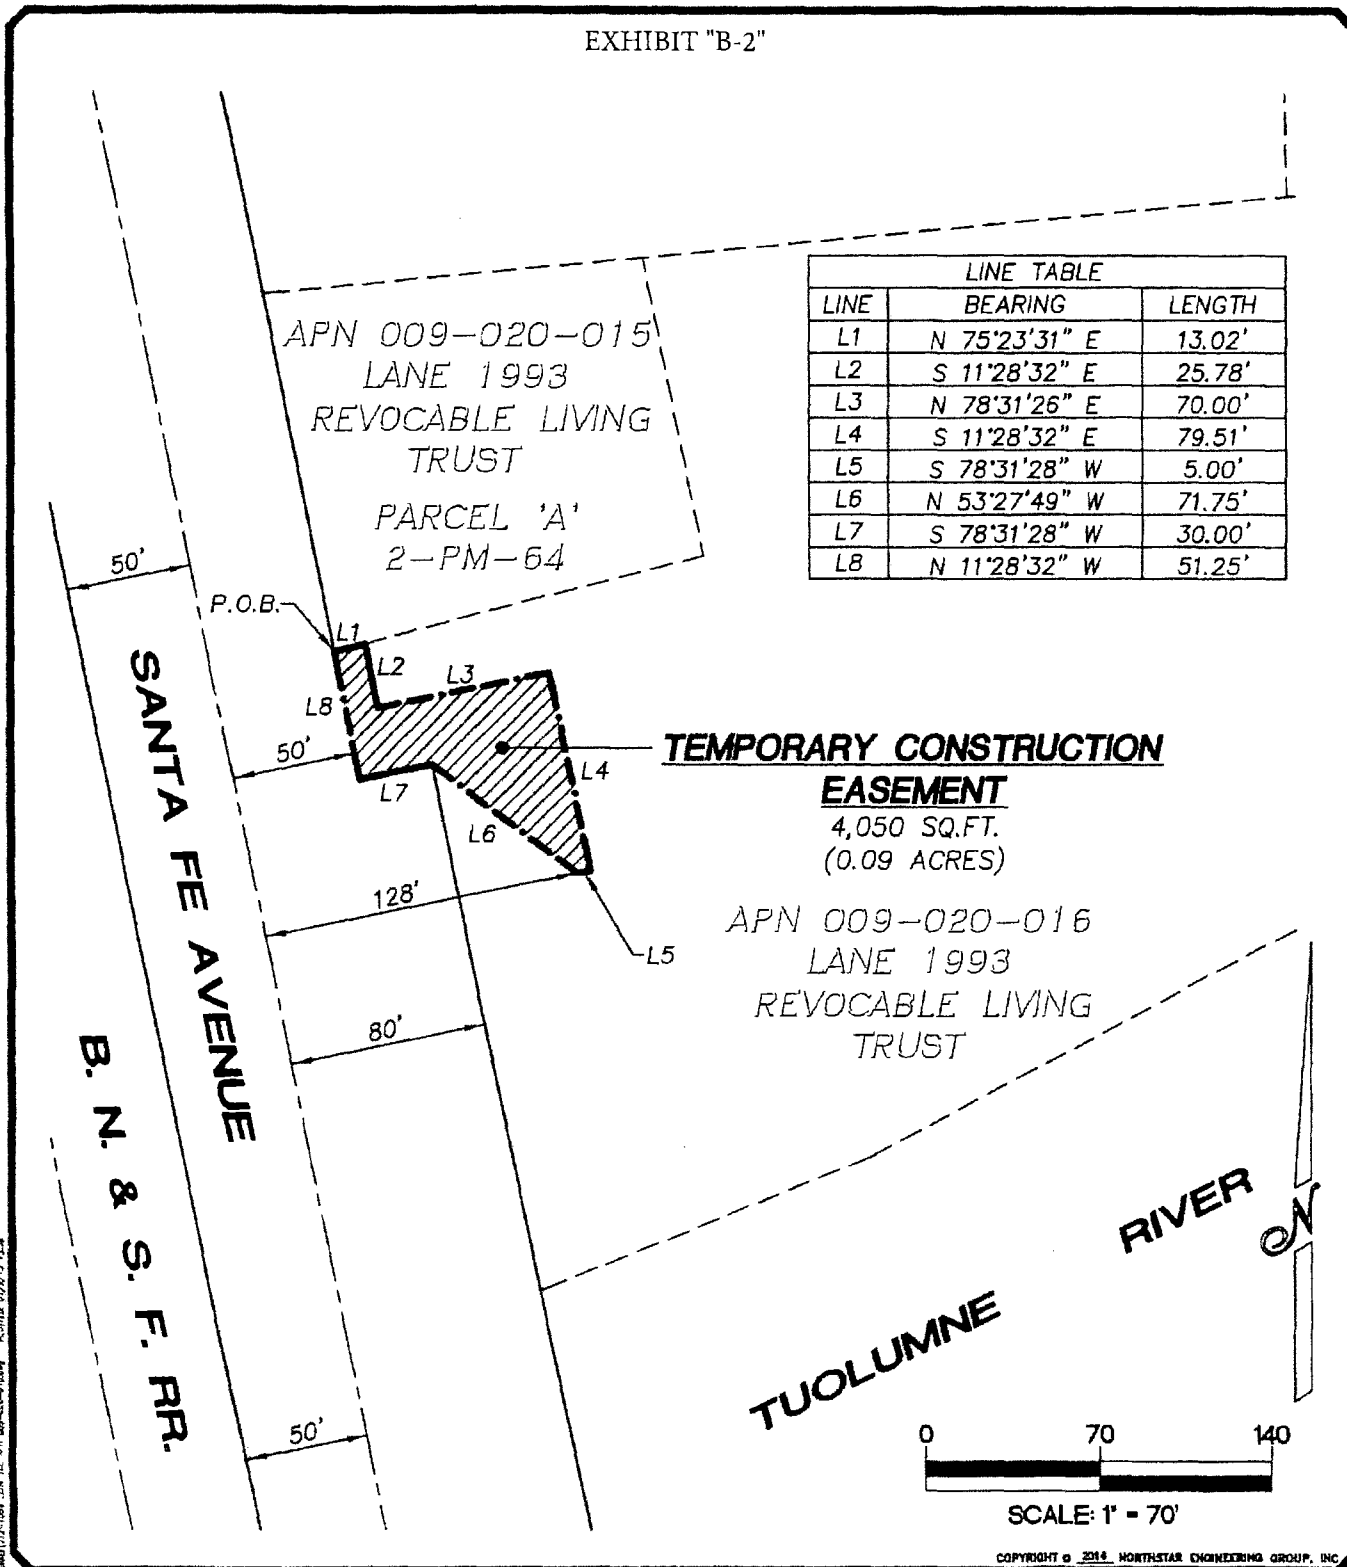 EXHIBIT "B-2"
LINE TABLE
LINE BEARING LENGTH
L1 N 75°23'31" E 13.02'
L2 S 11°28'32" E 25.78'
L3 N 78°31'26" E 70.00'
L4 S 11°28'32" E 79.51'
L5 S 78°31'28" W 5.00'
L6 N 53°27'49" W 71.75'
L7 S 78°31'28" W 30.00'
L8 N 11°28'32" W 51.25'
APN 009-020-015
LANE 1993
REVOCABLE LIVING
TRUST
PARCEL 'A'
2-PM-64
50'
P.O.B.
L1
L2
L3
L8
L4
50'
L7
L6
TEMPORARY CONSTRUCTION
EASEMENT
4,050 SQ.FT.
(0.09 ACRES)
128'
L5
APN 009-020-016
LANE 1993
REVOCABLE LIVING
TRUST
80'
SANTA FE AVENUE
B. N. & S. F. RR.
50'
TUOLUMNE RIVER
N
0 70 140
SCALE: 1" = 70'
COPYRIGHT © 2014 NORTHSTAR ENGINEERING GROUP, INC.